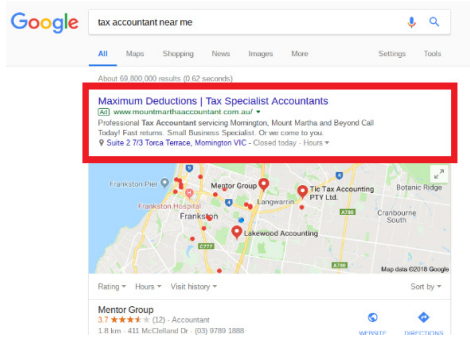 Google
tax accountant near me
All Maps Shopping News Images More Settings Tools
About 69,800,000 results (0.62 seconds)
Maximum Deductions | Tax Specialist Accountants
Ad www.mountmarthaaccountant.com.au/
Professional Tax Accountant servicing Mornington, Mount Martha and Beyond Call
Today! Fast returns. Small Business Specialist. Or we come to you.
Suite 2 7/3 Torca Terrace, Mornington VIC - Closed today · Hours
Frankston Pier
Mentor Group
Tic Tax Accounting
PTY Ltd.
Botanic Ridge
Frankston Hospital
Langwarrin
Frankston
A780
Cranbourne
South
Lakewood Accounting
C777
Map data ©2018 Google
Rating Hours Visit history Sort by
Mentor Group
3.7 (12) · Accountant
1.8 km · 411 McClelland Dr · (03) 9789 1888
WEBSITE DIRECTIONS